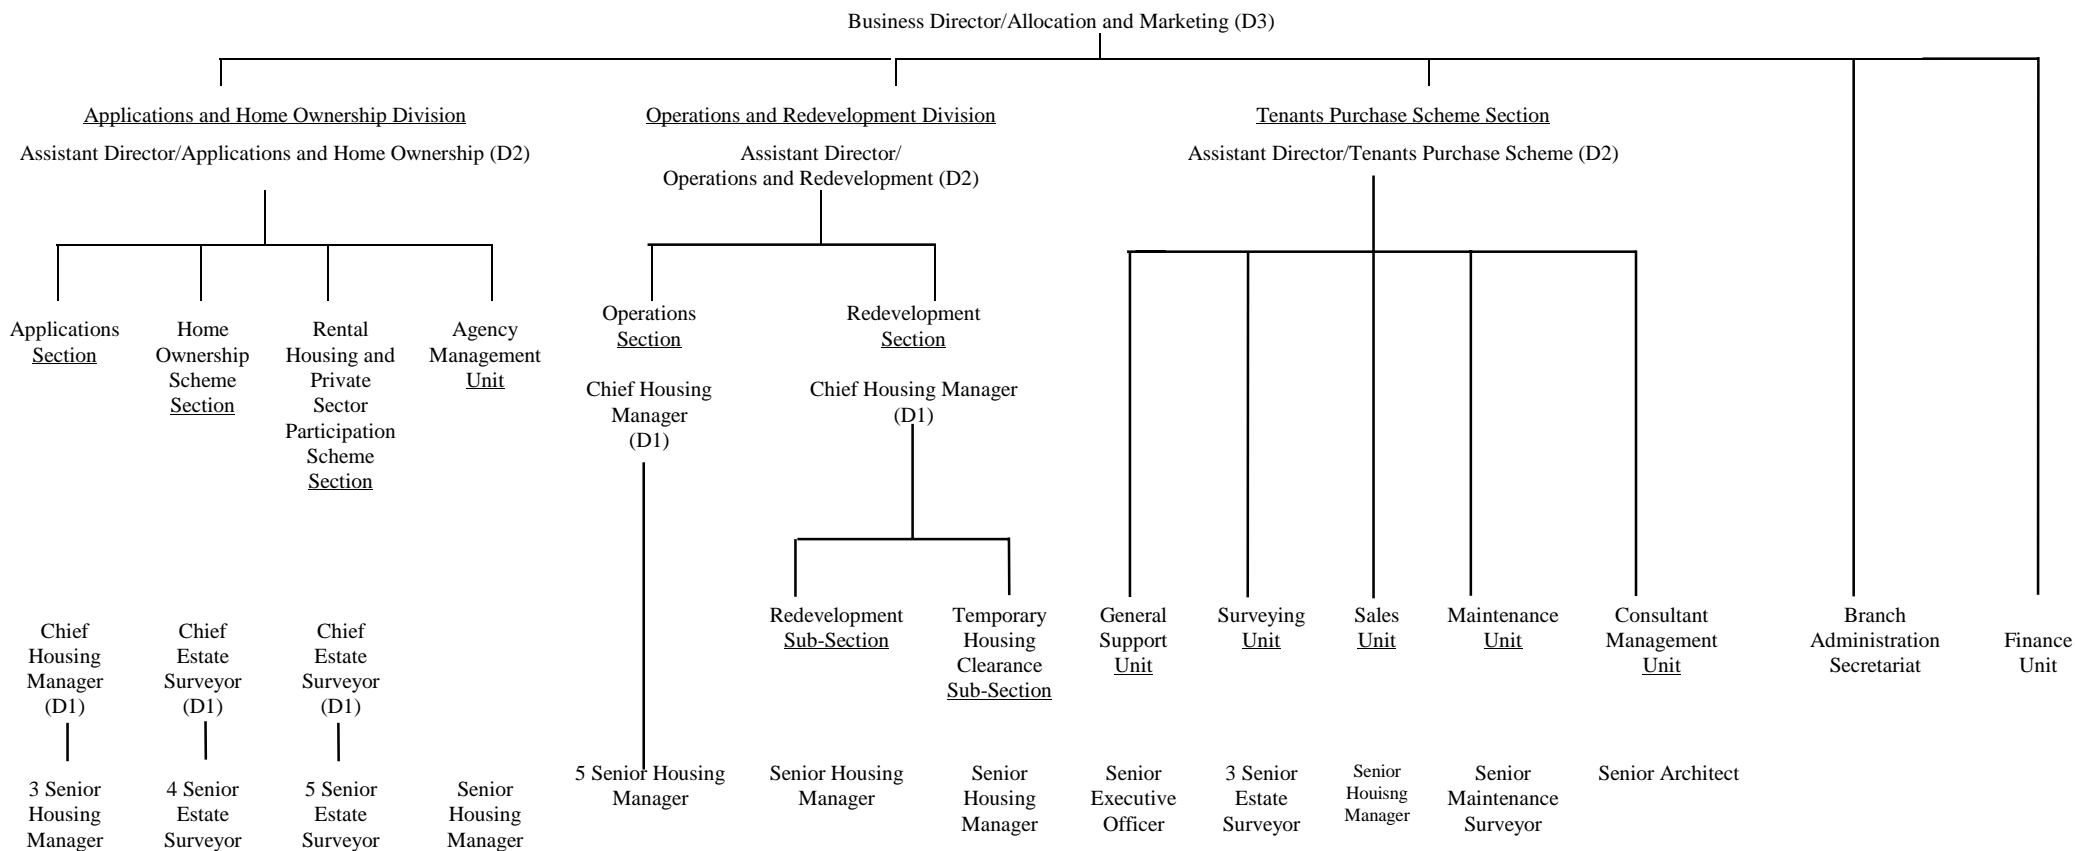 Business Director/Allocation and Marketing (D3)
Applications and Home Ownership Division
Assistant Director/Applications and Home Ownership (D2)
Operations and Redevelopment Division
Assistant Director/
Operations and Redevelopment (D2)
Tenants Purchase Scheme Section
Assistant Director/Tenants Purchase Scheme (D2)
Applications
Section
Home
Ownership
Scheme
Section
Rental
Housing and
Private
Sector
Participation
Scheme
Section
Agency
Management
Unit
Operations
Section
Chief Housing
Manager
(D1)
Redevelopment
Section
Chief Housing Manager
(D1)
Redevelopment
Sub-Section
Temporary
Housing
Clearance
Sub-Section
General
Support
Unit
Surveying
Unit
Sales
Unit
Maintenance
Unit
Consultant
Management
Unit
Branch
Administration
Secretariat
Finance
Unit
Chief
Housing
Manager
(D1)
Chief
Estate
Surveyor
(D1)
Chief
Estate
Surveyor
(D1)
3 Senior
Housing
Manager
4 Senior
Estate
Surveyor
5 Senior
Estate
Surveyor
Senior
Housing
Manager
5 Senior Housing
Manager
Senior Housing
Manager
Senior
Housing
Manager
Senior
Executive
Officer
3 Senior
Estate
Surveyor
Senior
Houisng
Manager
Senior
Maintenance
Surveyor
Senior Architect